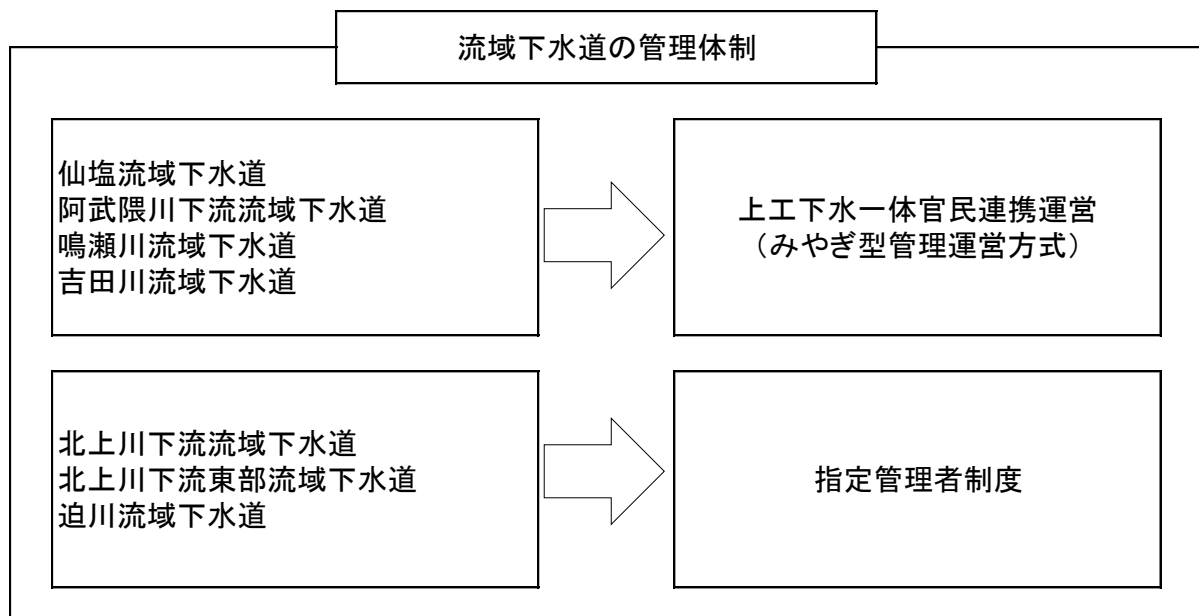 流域下水道の管理体制
仙塩流域下水道
阿武隈川下流流域下水道
鳴瀬川流域下水道
吉田川流域下水道
上工下水一体官民連携運営
（みやぎ型管理運営方式）
北上川下流流域下水道
北上川下流東部流域下水道
迫川流域下水道
指定管理者制度